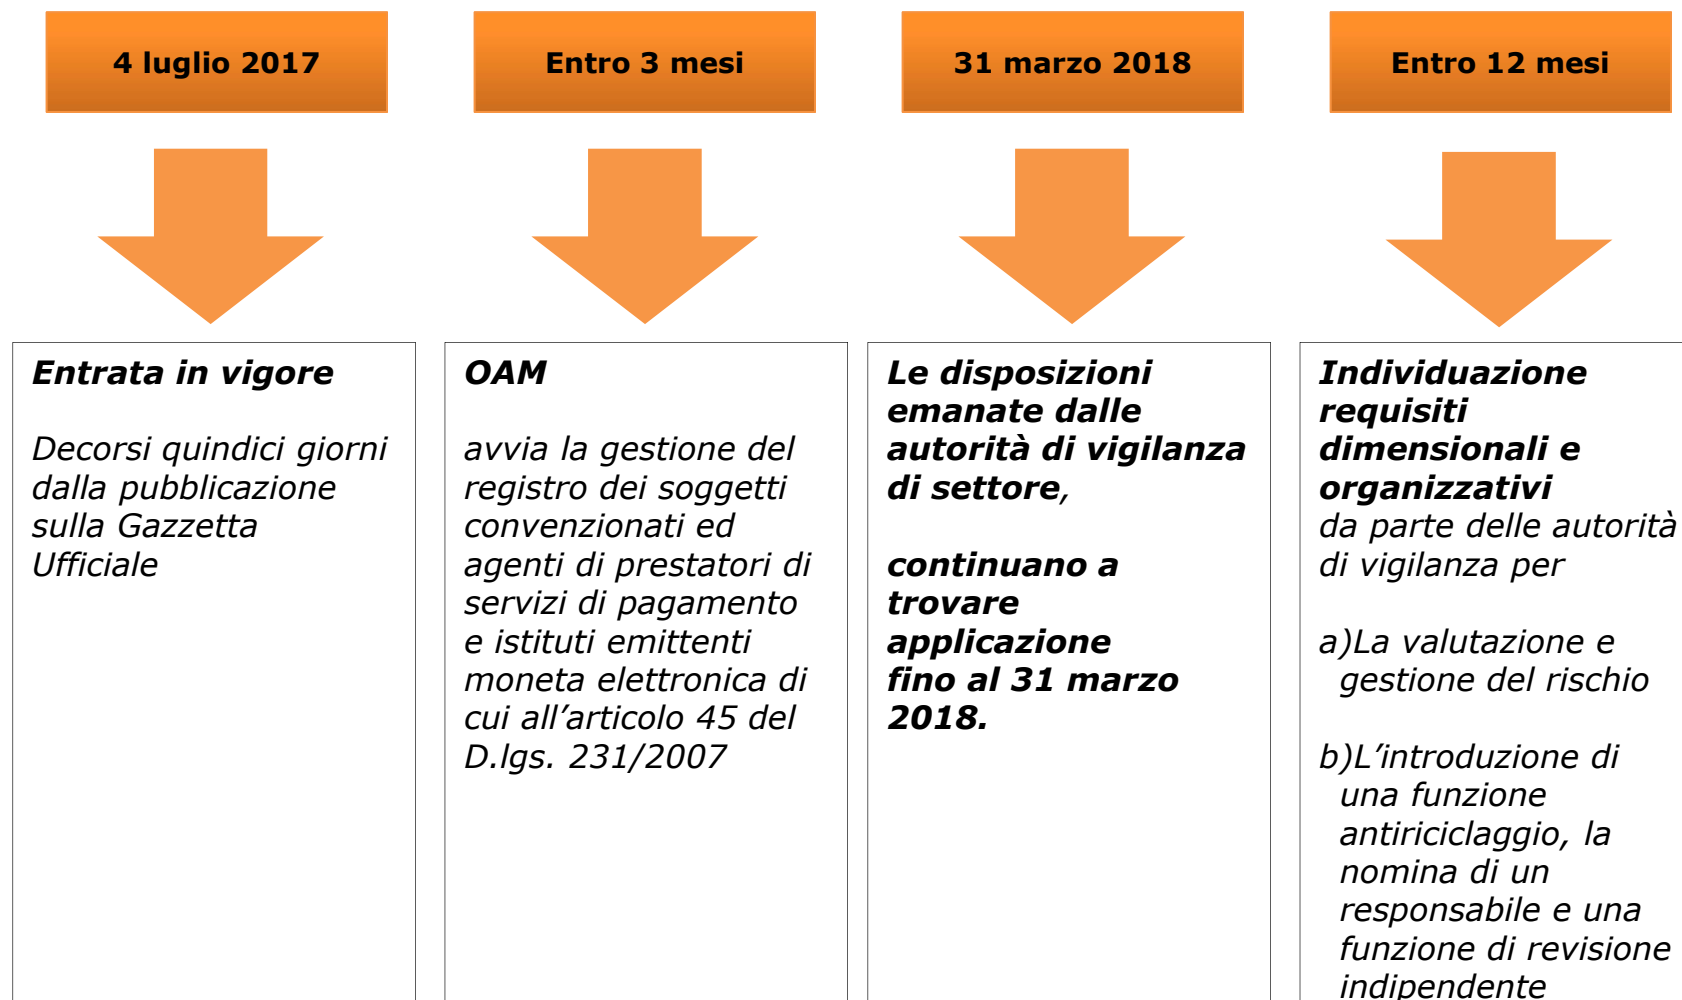 4 luglio 2017
Entro 3 mesi
31 marzo 2018
Entro 12 mesi
Entrata in vigore
Decorsi quindici giorni
dalla pubblicazione
sulla Gazzetta
Ufficiale
OAM
avvia la gestione del
registro dei soggetti
convenzionati ed
agenti di prestatori di
servizi di pagamento
e istituti emittenti
moneta elettronica di
cui all’articolo 45 del
D.lgs. 231/2007
Le disposizioni
emanate dalle
autorità di vigilanza
di settore,
continuano a
trovare
applicazione
fino al 31 marzo
2018.
Individuazione
requisiti
dimensionali e
organizzativi
da parte delle autorità
di vigilanza per
a)La valutazione e
gestione del rischio
b)L’introduzione di
una funzione
antiriciclaggio, la
nomina di un
responsabile e una
funzione di revisione
indipendente